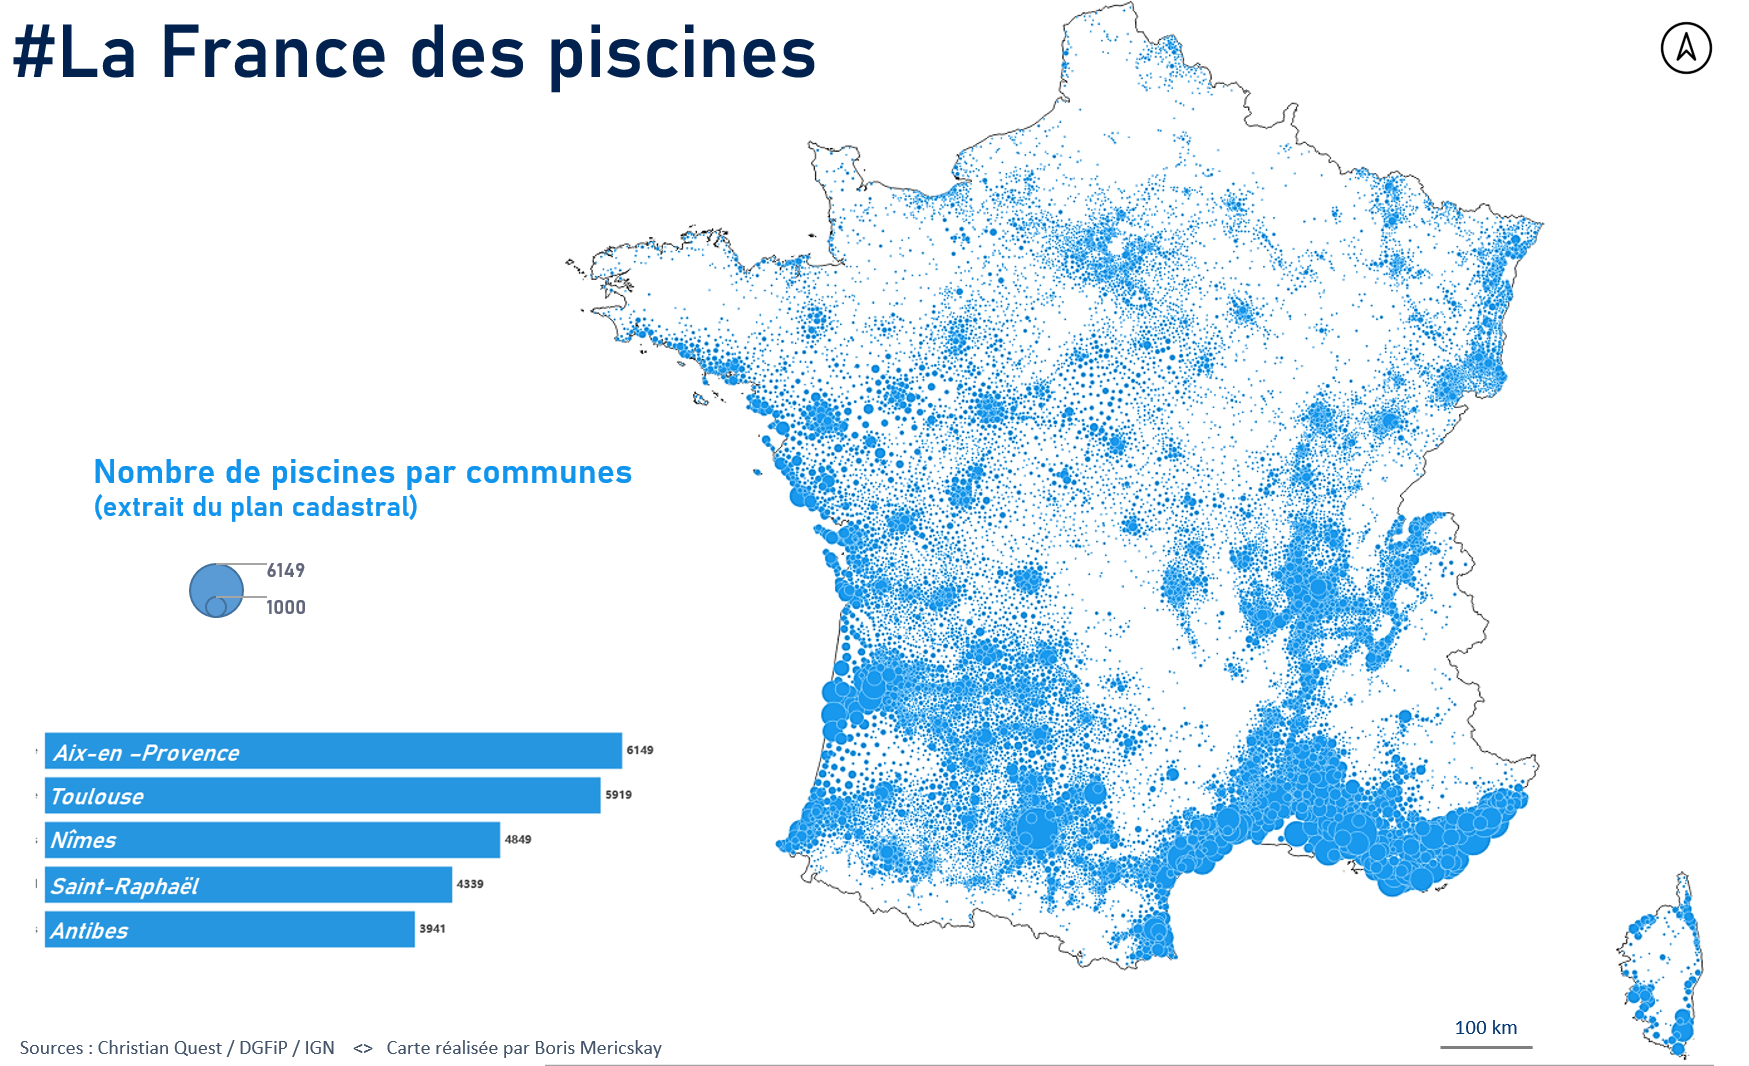 #La France des piscines
Nombre de piscines par communes
(extrait du plan cadastral)
6149
1000
Aix-en –Provence 6149
Toulouse 5919
Nîmes 4849
Saint-Raphaël 4339
Antibes 3941
100 km
Sources : Christian Quest / DGFiP / IGN <> Carte réalisée par Boris Mericskay